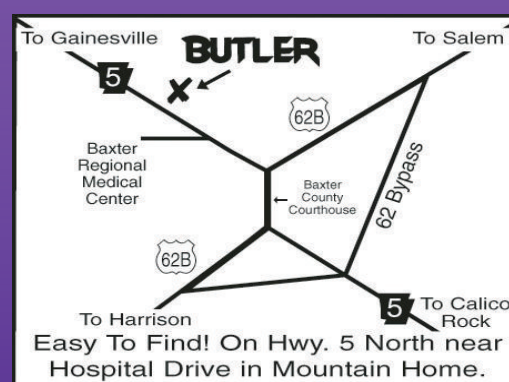 To Gainesville
BUTLER
To Salem
5
62B
Baxter
Regional
Medical
Center
Baxter
County
Courthouse
62 Bypass
62B
To Harrison
5
To Calico
Rock
Easy To Find! On Hwy. 5 North near
Hospital Drive in Mountain Home.